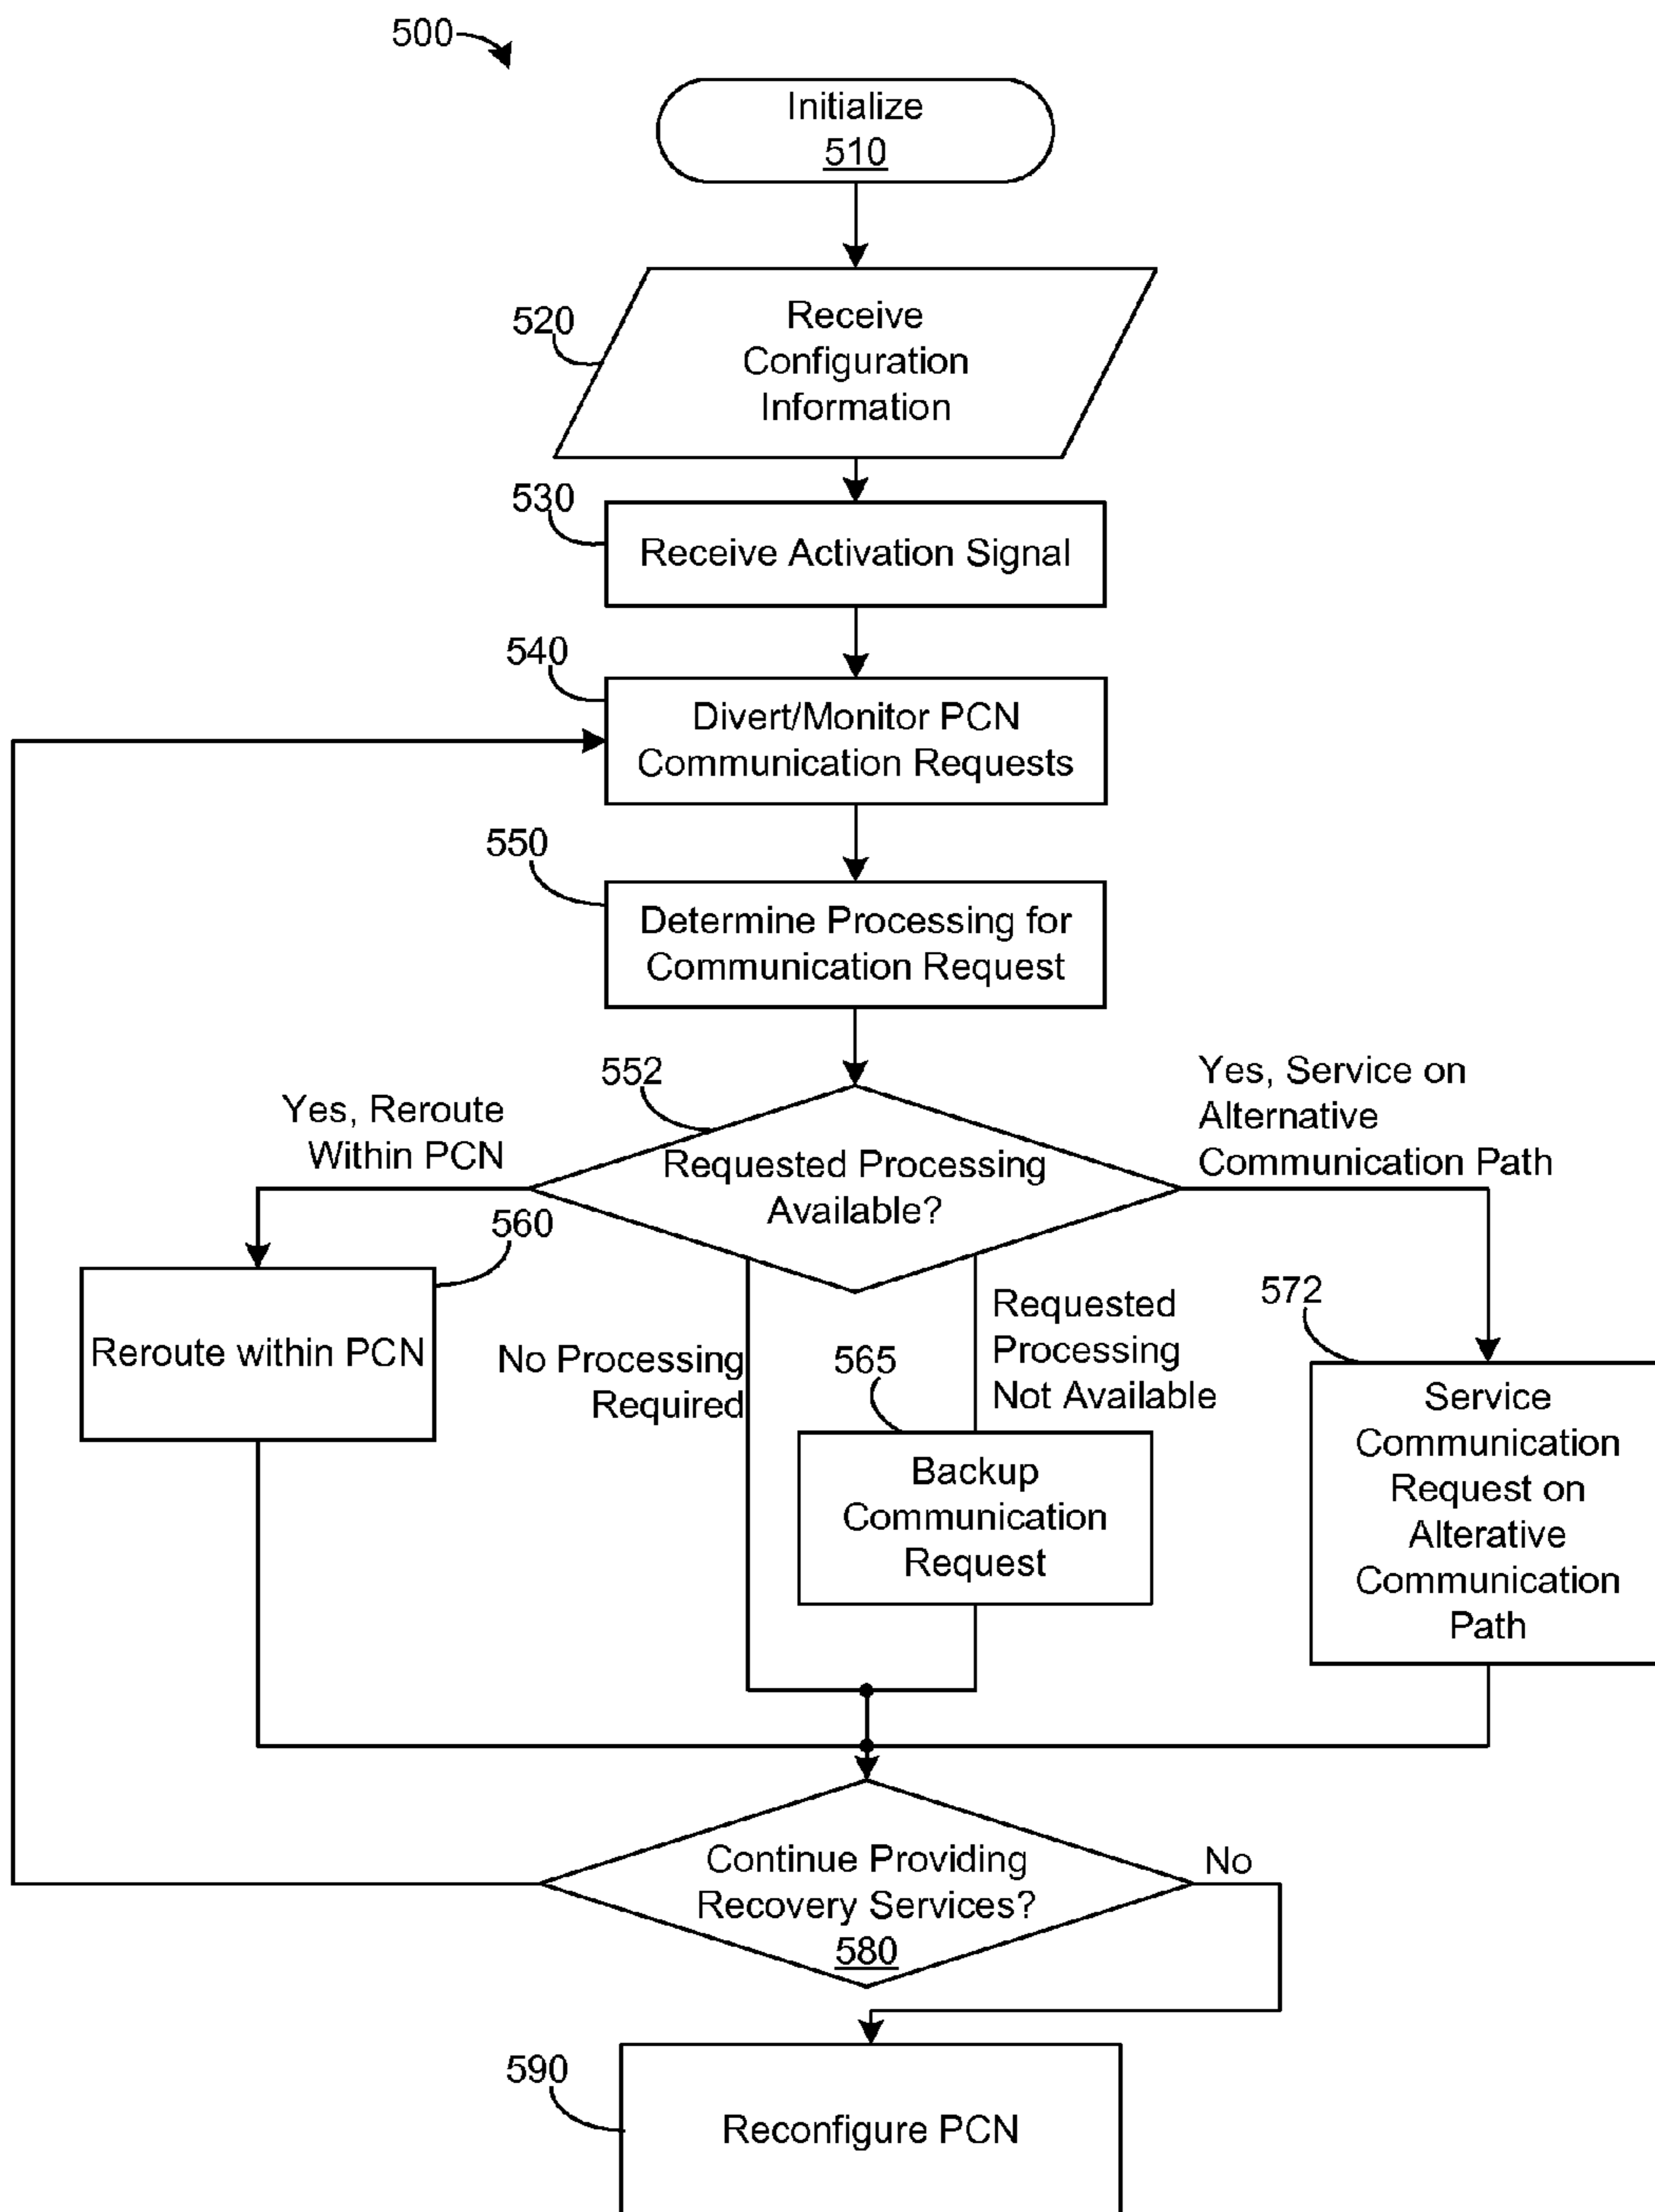 500
Initialize
510
520
Receive
Configuration
Information
530
Receive Activation Signal
540
Divert/Monitor PCN
Communication Requests
550
Determine Processing for
Communication Request
552
Yes, Reroute
Within PCN
Requested Processing
Available?
Yes, Service on
Alternative
Communication Path
560
Reroute within PCN
No Processing
Required
Requested
Processing
Not Available
565
Backup
Communication
Request
572
Service
Communication
Request on
Alterative
Communication
Path
Continue Providing
Recovery Services?
580
No
590
Reconfigure PCN